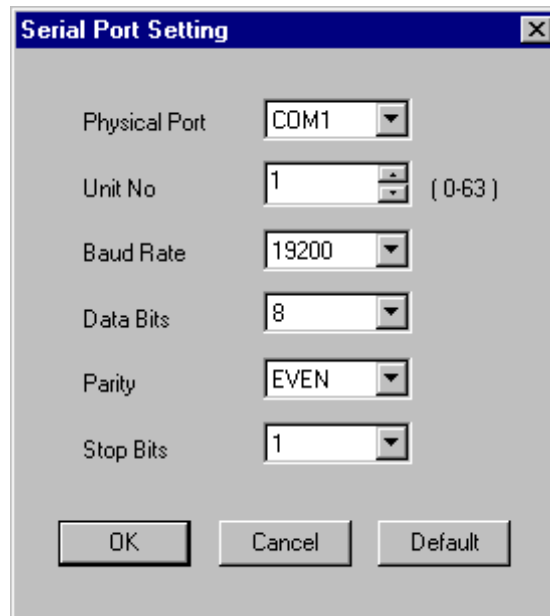 Serial Port Setting
Physical Port COM1
Unit No 1 ( 0-63 )
Baud Rate 19200
Data Bits 8
Parity EVEN
Stop Bits 1
OK Cancel Default